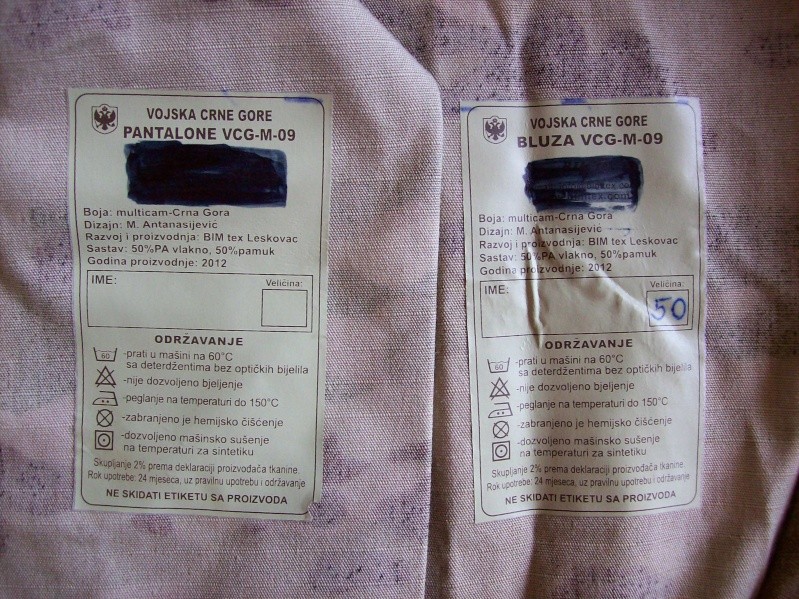 VOJSKA CRNE GORE
PANTALONE VCG-M-09
Boja: multicam-Crna Gora
Dizajn: M. Antanasijević
Razvoj i proizvodnja: BIM tex Leskovac
Sastav: 50%PA vlakno, 50%pamuk
Godina proizvodnje: 2012
IME:
Veličina:
ODRŽAVANJE
60
-prati u mašini na 60°C
sa deterdžentima bez optičkih bijelila
-nije dozvoljeno bjeljenje
-peglanje na temperaturi do 150°C
-zabranjeno je hemijsko čišćenje
-dozvoljeno mašinsko sušenje
na temperaturi za sintetiku
Skupljanje 2% prema deklaraciji proizvođača tkanine.
Rok upotrebe: 24 mjeseca, uz pravilnu upotrebu i održavanje
NE SKIDATI ETIKETU SA PROIZVODA
VOJSKA CRNE GORE
BLUZA VCG-M-09
Boja: multicam-Crna Gora
Dizajn: M. Antanasijević
Razvoj i proizvodnja: BIM tex Leskovac
Sastav: 50%PA vlakno, 50%pamuk
Godina proizvodnje: 2012
IME:
Veličina:
50
ODRŽAVANJE
60
-prati u mašini na 60°C
sa deterdžentima bez optičkih bijelila
-nije dozvoljeno bjeljenje
-peglanje na temperaturi do 150°C
-zabranjeno je hemijsko čišćenje
-dozvoljeno mašinsko sušenje
na temperaturi za sintetiku
Skupljanje 2% prema deklaraciji proizvođača tkanine.
Rok upotrebe: 24 mjeseca, uz pravilnu upotrebu i održavanje
NE SKIDATI ETIKETU SA PROIZVODA